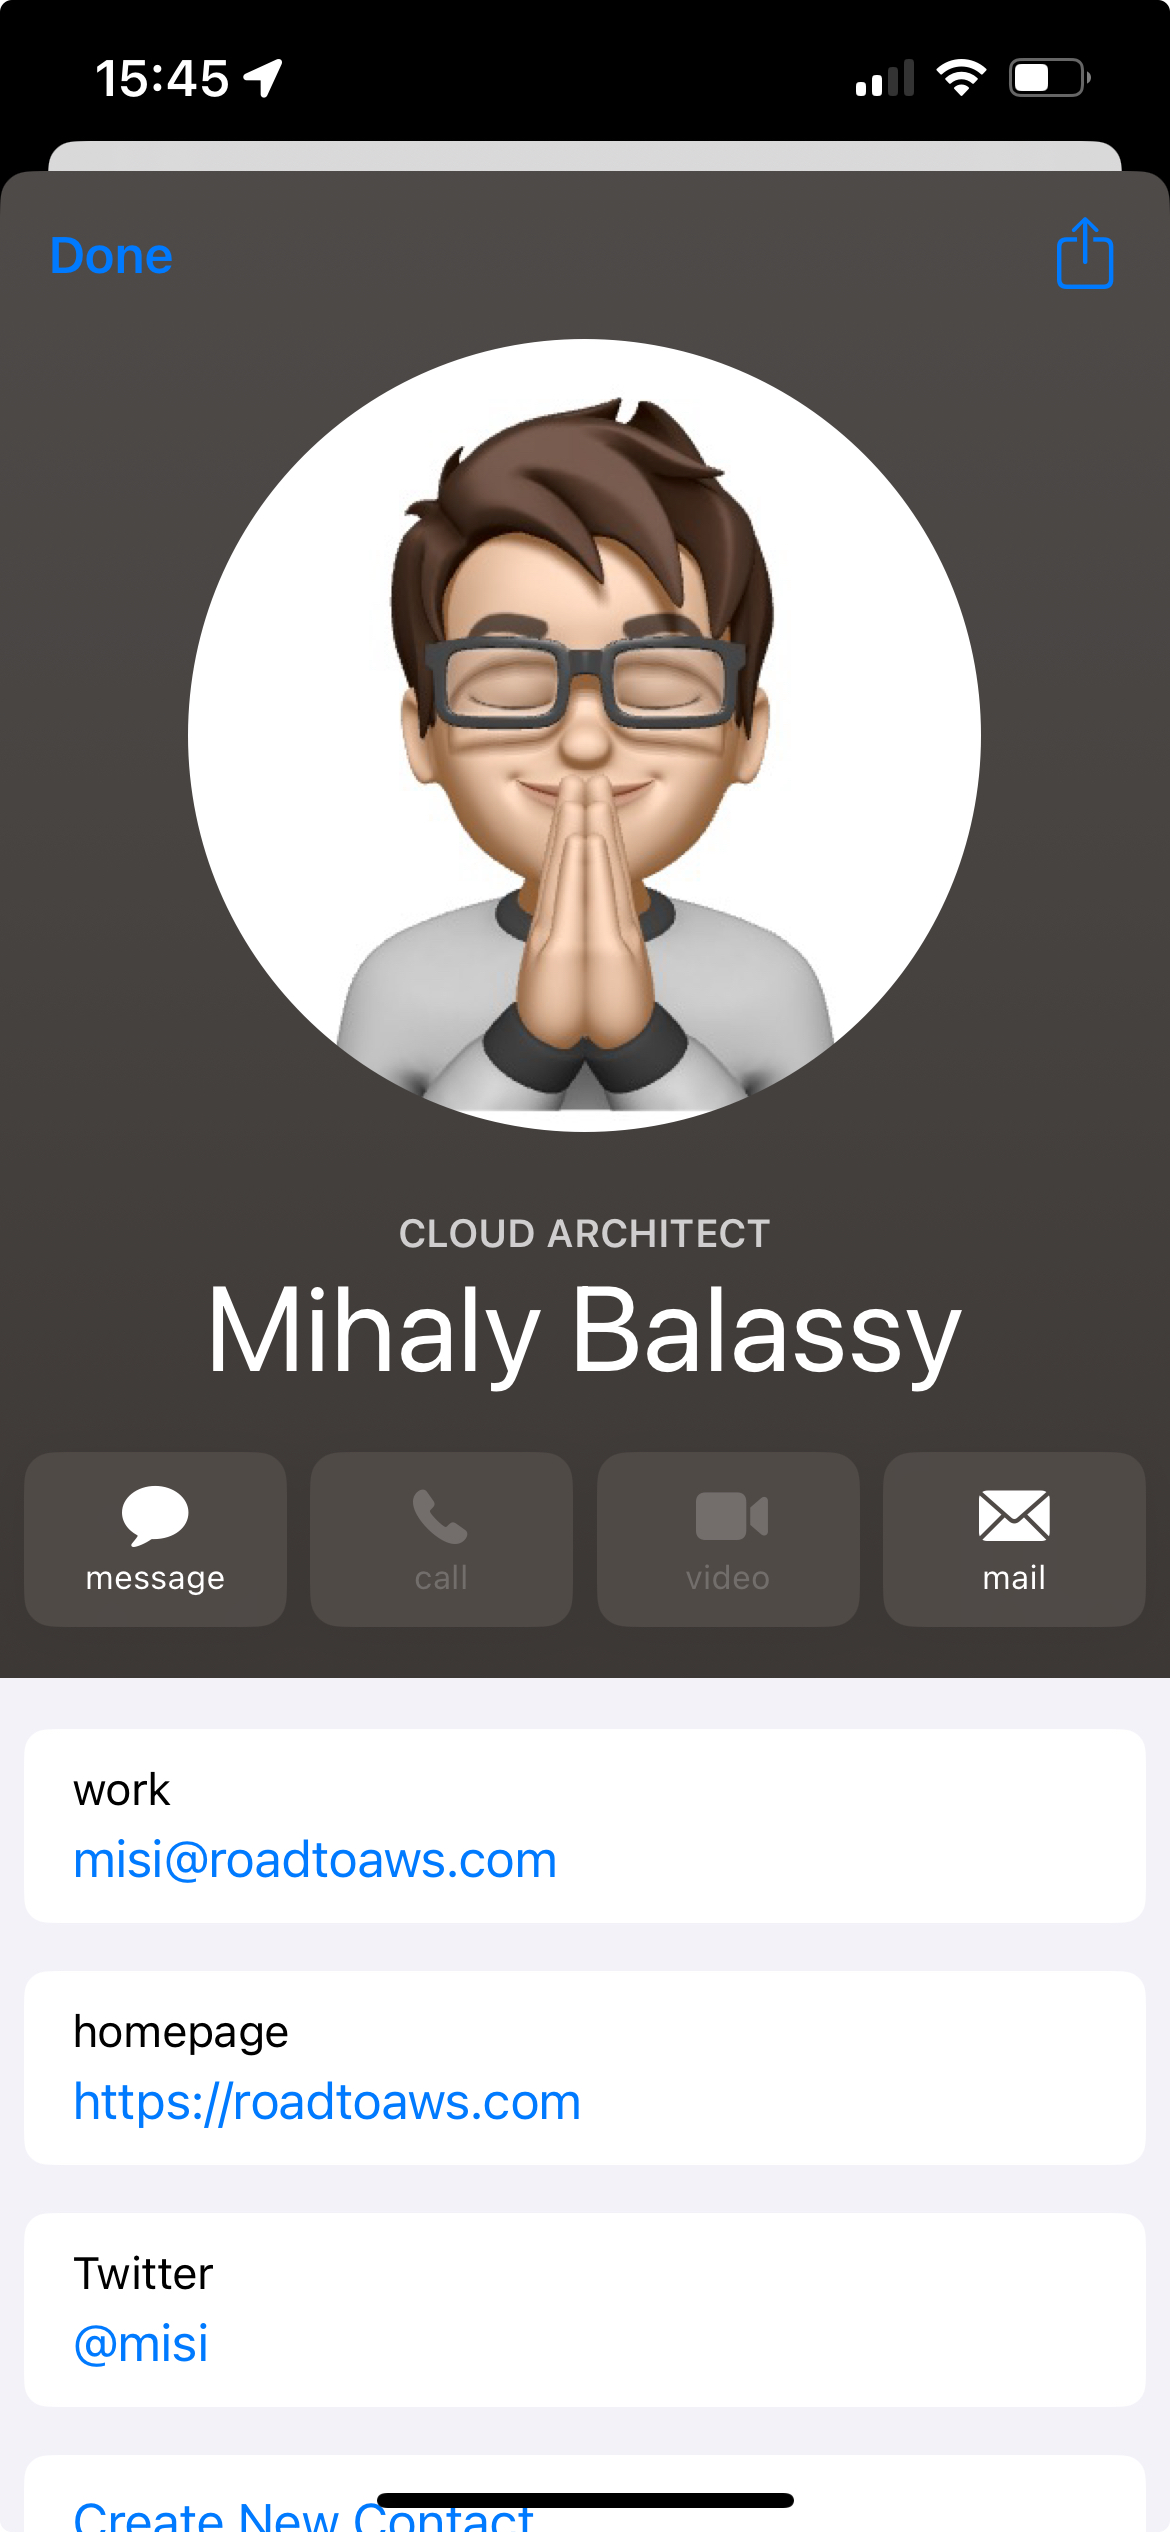 15:45
Done
CLOUD ARCHITECT
Mihaly Balassy
message
call
video
mail
work
misi@roadtoaws.com
homepage
https://roadtoaws.com
Twitter
@misi
Create New Contact